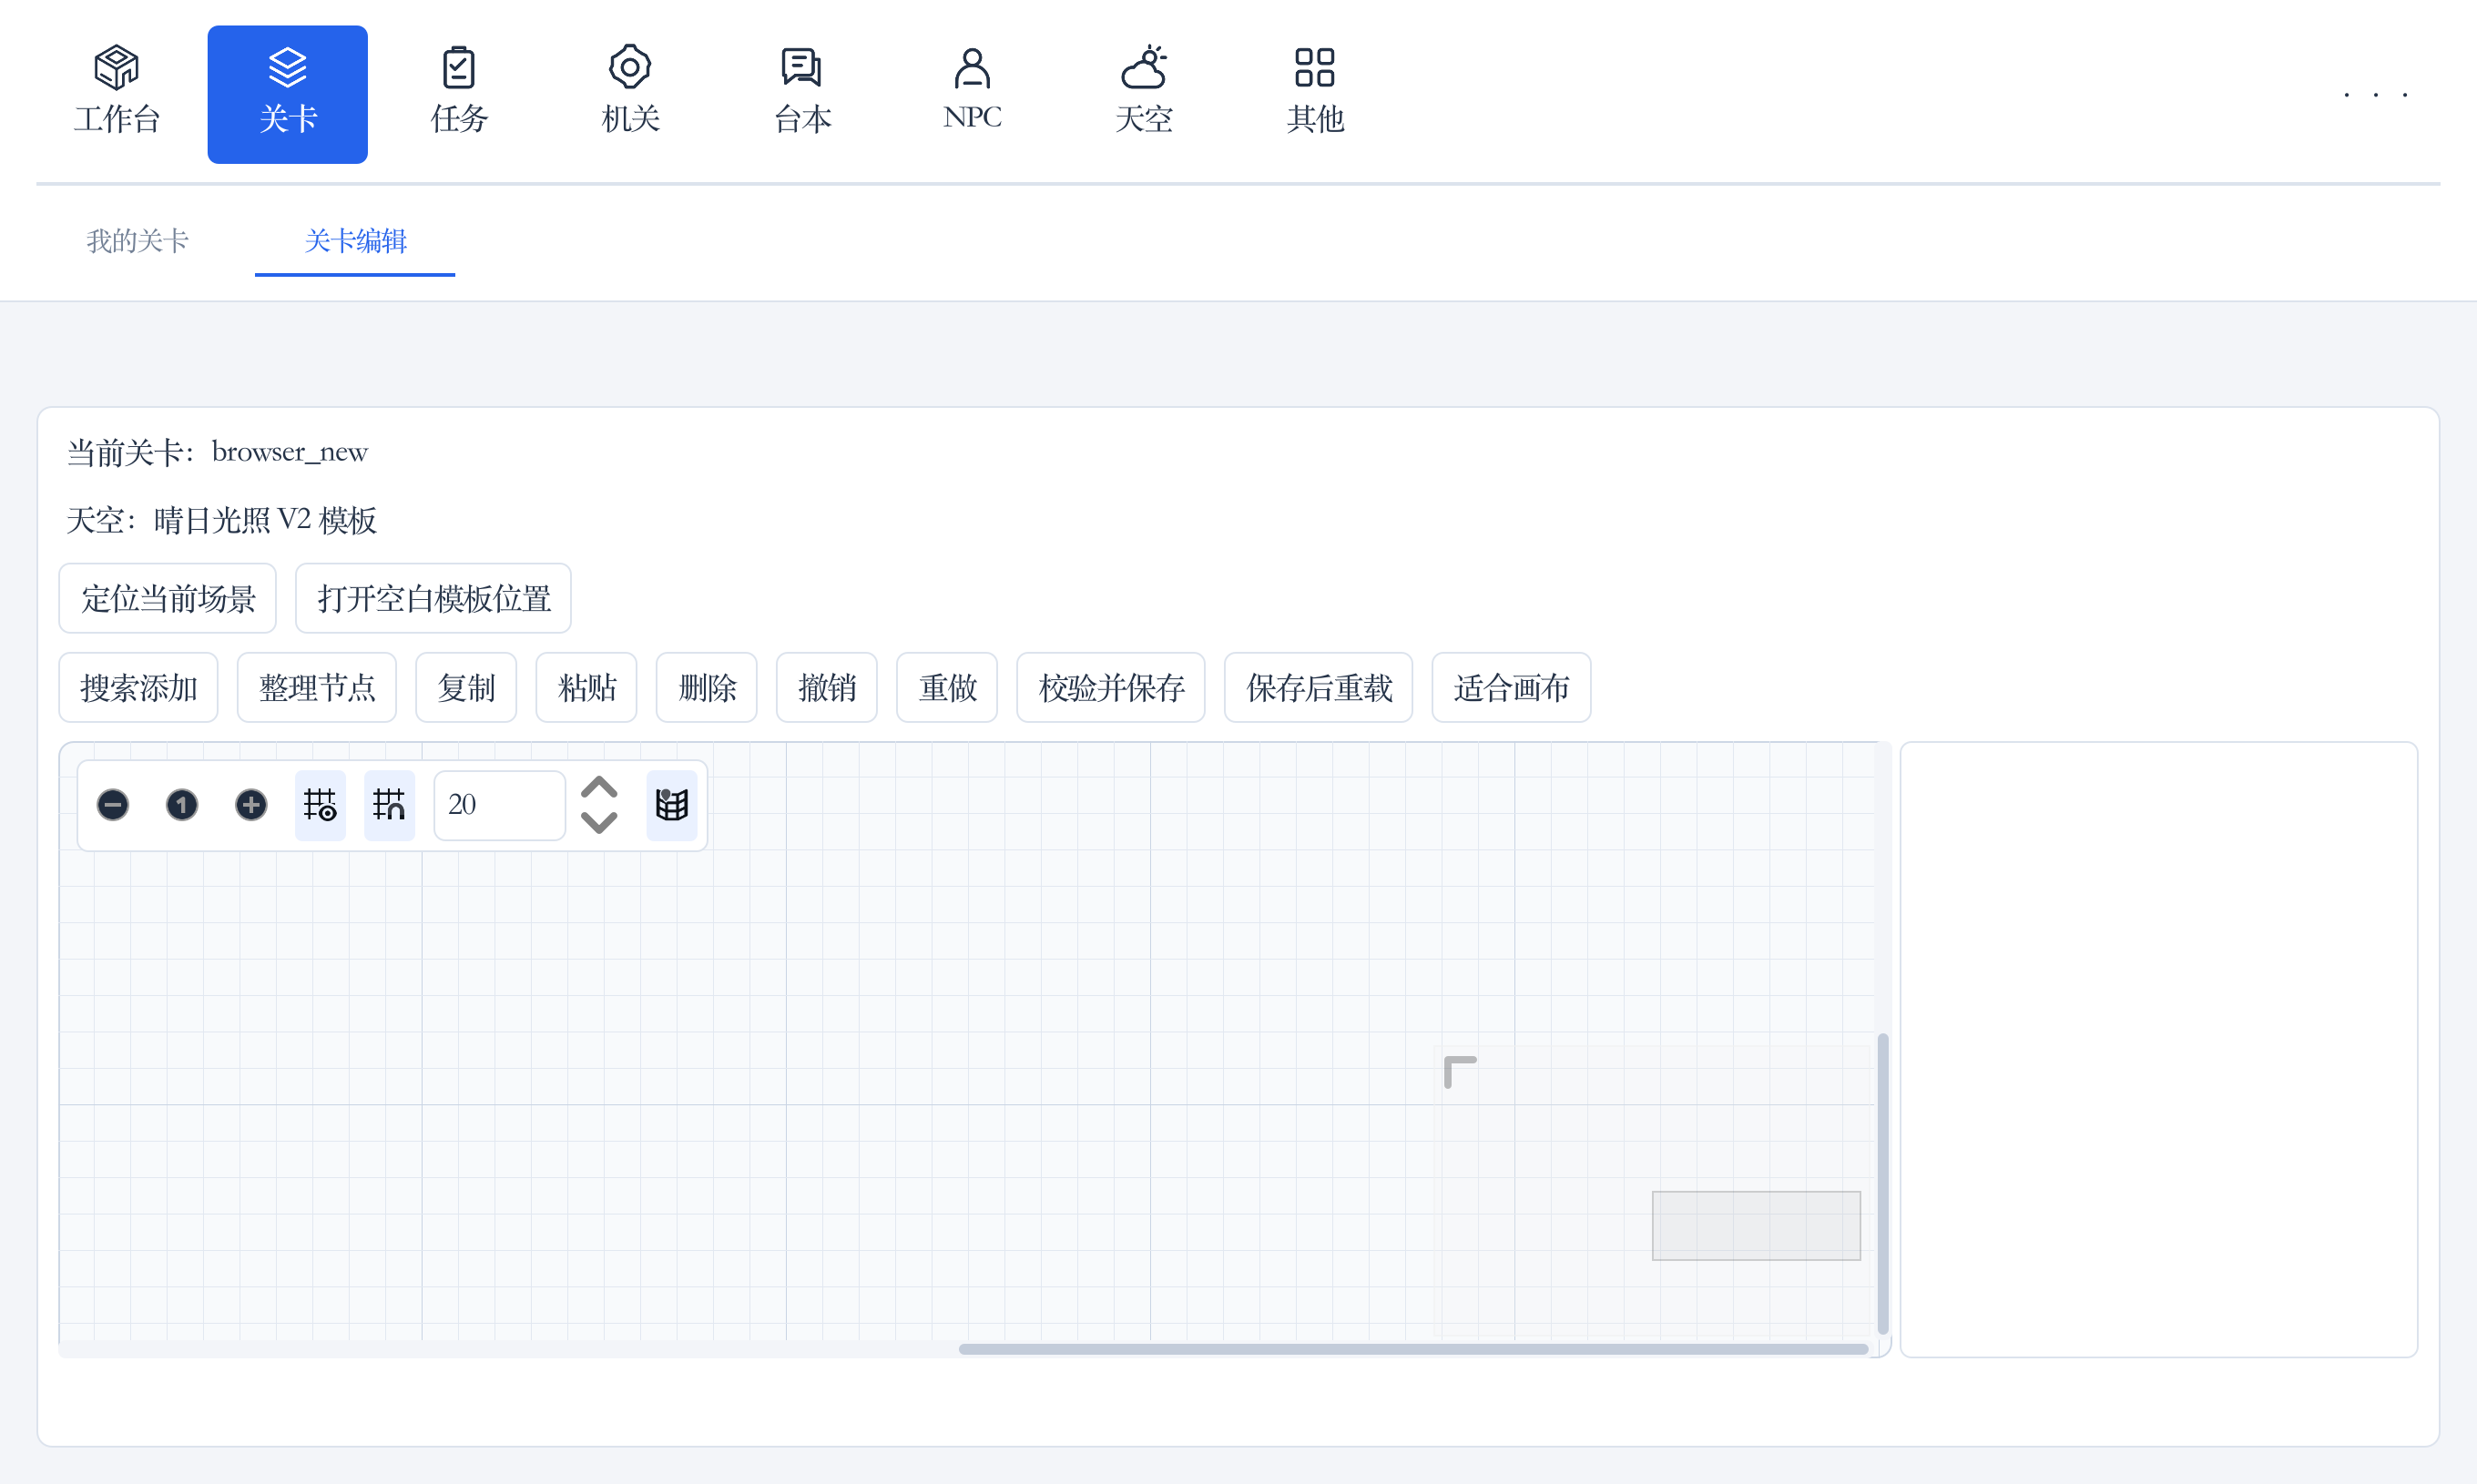 工作台 关卡 任务 机关 台本 NPC 天空 其他 . . .
我的关卡 关卡编辑
当前关卡：browser_new
天空：晴日光照 V2 模板
定位当前场景 打开空白模板位置
搜索添加 整理节点 复制 粘贴 删除 撤销 重做 校验并保存 保存后重载 适合画布
1 20